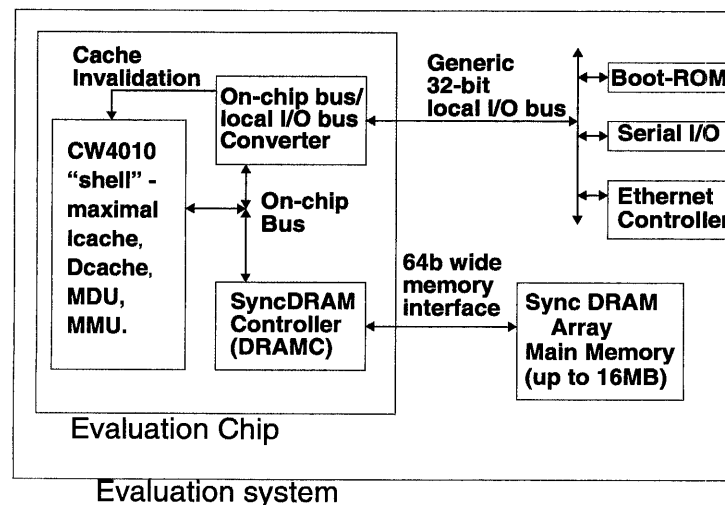 Cache
Invalidation
On-chip bus/
local I/O bus
Converter
CW4010
"shell" -
maximal
Icache,
Dcache,
MDU,
MMU.
On-chip
Bus
SyncDRAM
Controller
(DRAMC)
Generic
32-bit
local I/O bus
Boot-ROM
Serial I/O
Ethernet
Controller
64b wide
memory
interface
Sync DRAM
Array
Main Memory
(up to 16MB)
Evaluation Chip
Evaluation system